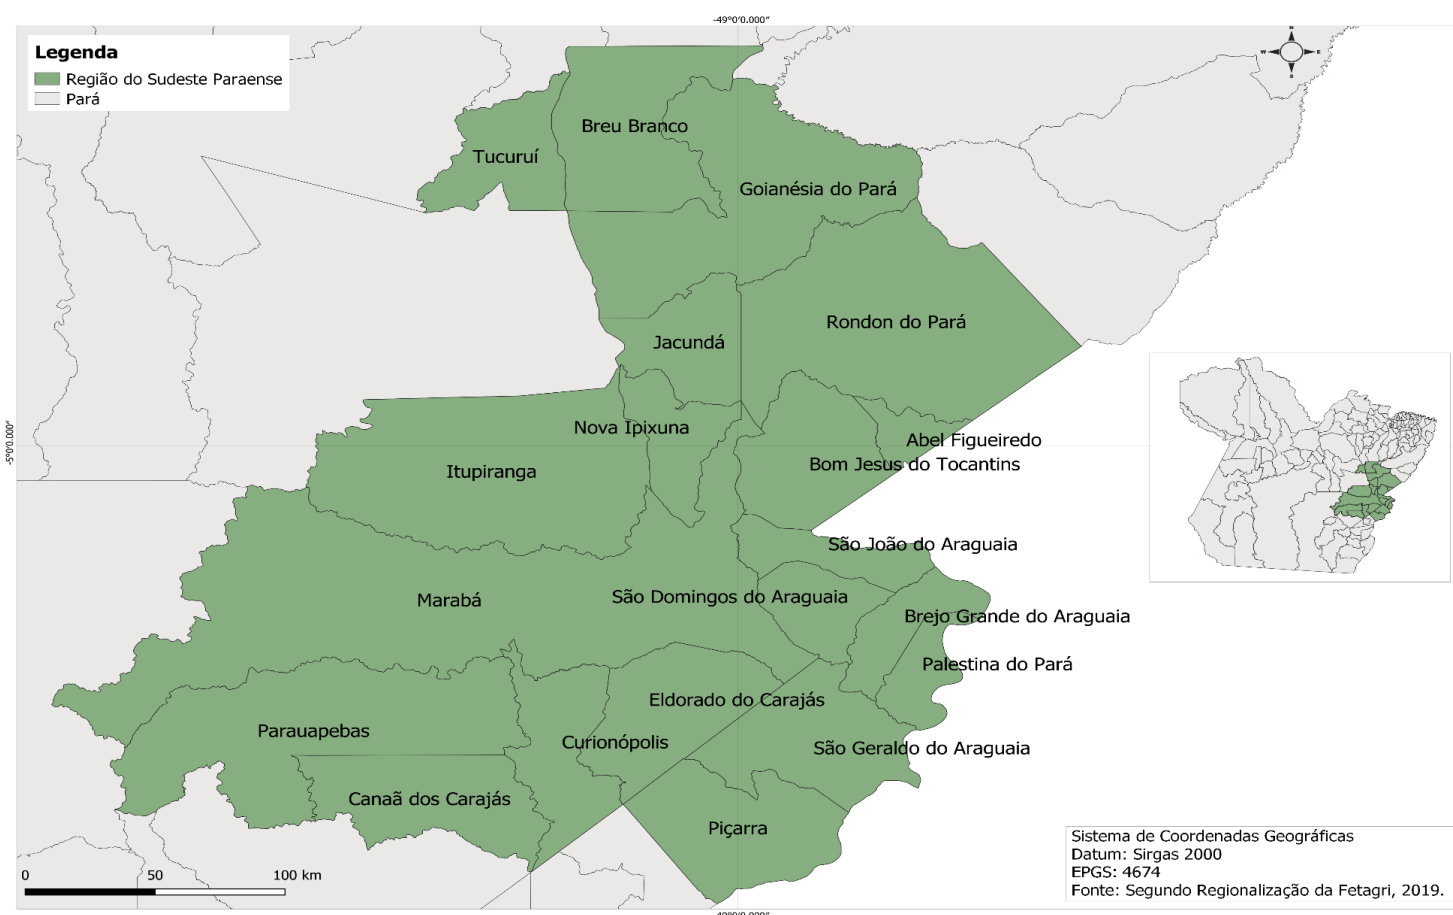 -49°0'0.000"
Legenda
Região do Sudeste Paraense
Pará
N
W
E
S
Breu Branco
Tucuruí
Goianésia do Pará
Rondon do Pará
Jacundá
Nova Ipixuna
Abel Figueiredo
Bom Jesus do Tocantins
Itupiranga
-5°0'0.000"
São João do Araguaia
Marabá
São Domingos do Araguaia
Brejo Grande do Araguaia
Palestina do Pará
Eldorado do Carajás
Parauapebas
Curionópolis
São Geraldo do Araguaia
Canaã dos Carajás
Piçarra
0 50 100 km
Sistema de Coordenadas Geográficas
Datum: Sirgas 2000
EPGS: 4674
Fonte: Segundo Regionalização da Fetagri, 2019.